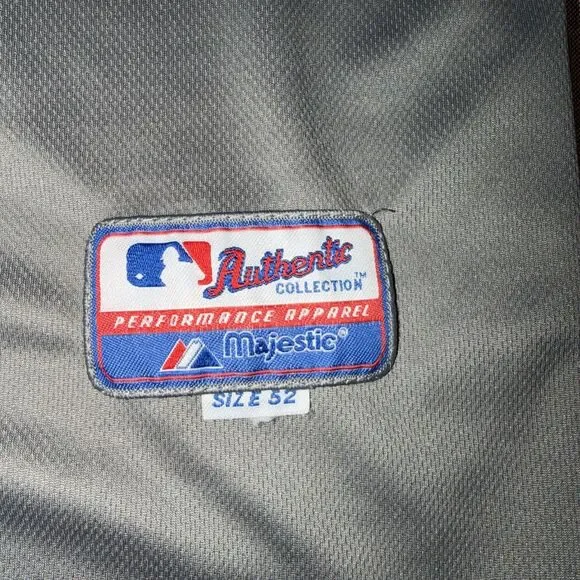 Authentic
COLLECTION™
PERFORMANCE APPAREL
Majestic®
SIZE 52